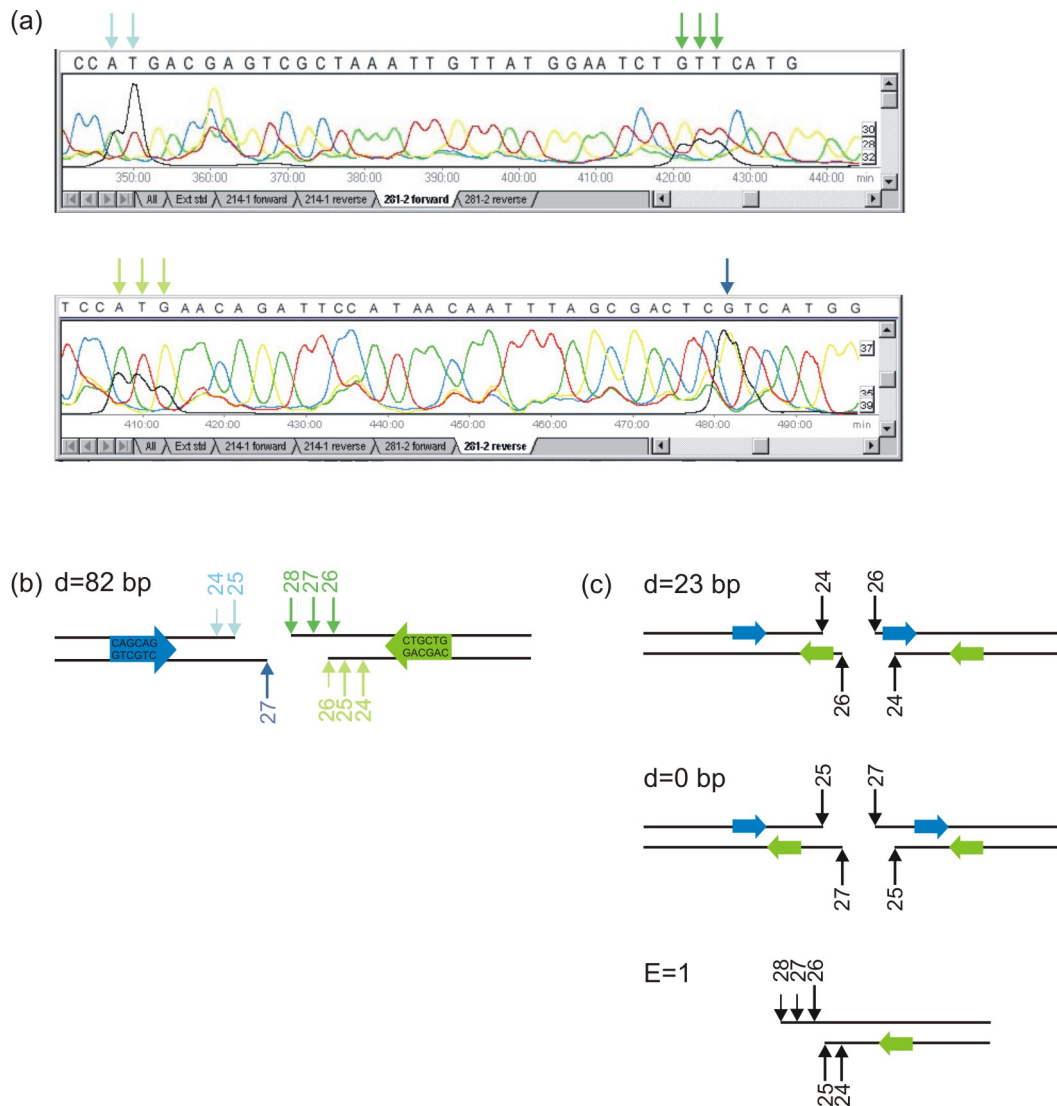 (a)
CCATGACGAGTCGCTAAATTGTTATGGAATCTGTTCATG
30
28
32
350:00 360:00 370:00 380:00 390:00 400:00 410:00 420:00 430:00 440:00 min
All Ext std 214-1 forward 214-1 reverse 281-2 forward 281-2 reverse
TCCATGAACAGATTCCATAACAATTTAGCGACTCGTCATGG
37
35
39
410:00 420:00 430:00 440:00 450:00 460:00 470:00 480:00 490:00 min
All Ext std 214-1 forward 214-1 reverse 281-2 forward 281-2 reverse
(b) d=82 bp
24 25 28 27 26
CAGCAG
GTCGTC
CTGCTG
GACGAC
27 26 25 24
(c) d=23 bp
24 26
26 24
d=0 bp
25 27
27 25
E=1
28 27 26
25 24